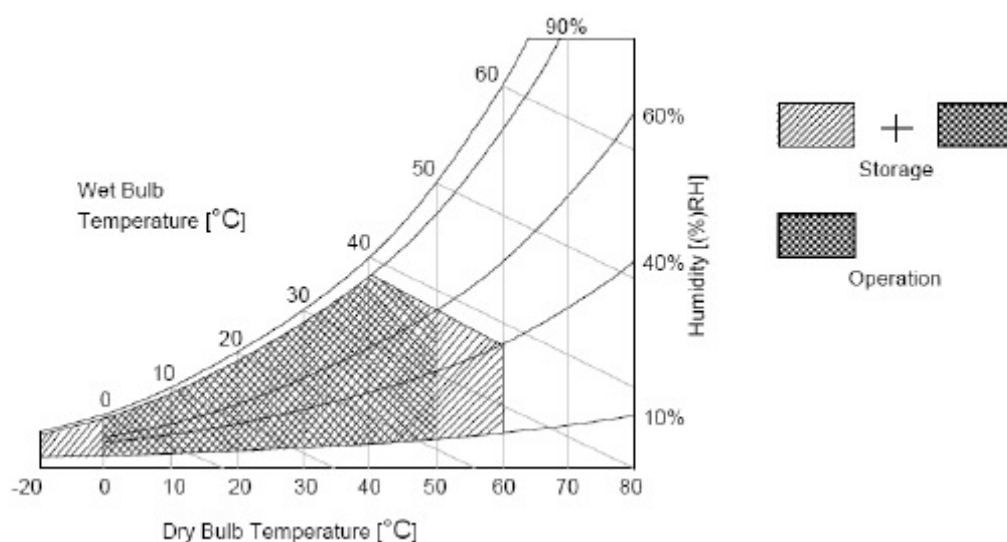 90%
60
60%
50
Wet Bulb
Temperature [°C]
40
40%
30
20
10
0
10%
Humidity [(%)RH]
-20 0 10 20 30 40 50 60 70 80
Dry Bulb Temperature [°C]
+
Storage
Operation